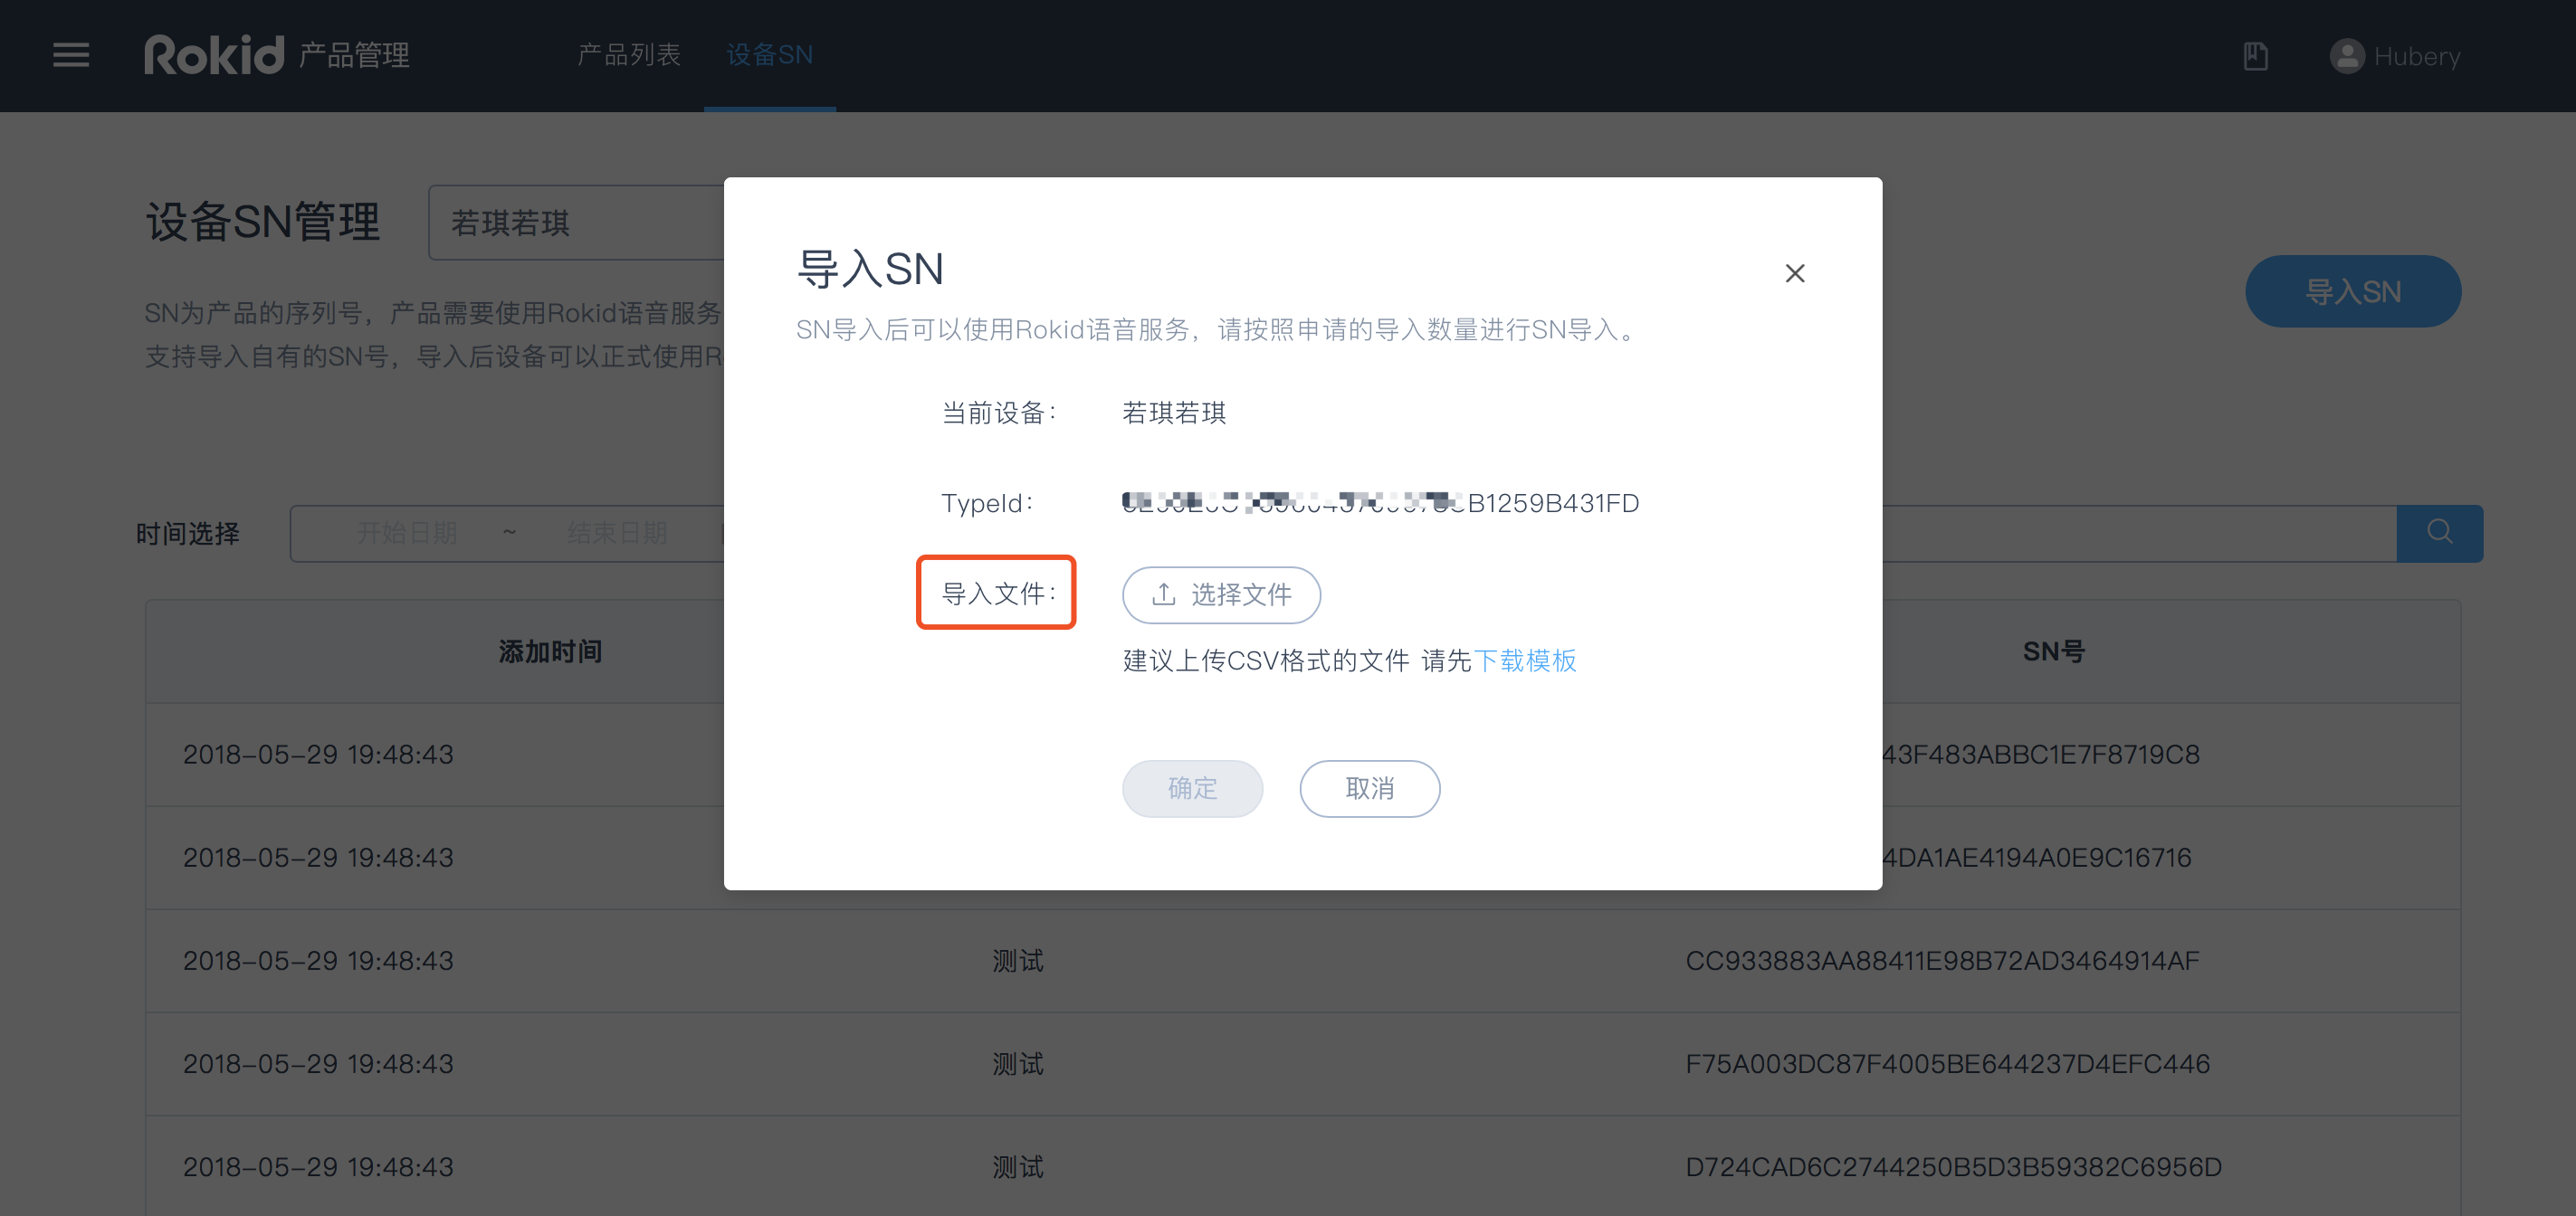 Rokid 产品管理 产品列表 设备SN Hubery
设备SN管理 若琪若琪
SN为产品的序列号，产品需要使用Rokid语音服务
支持导入自有的SN号，导入后设备可以正式使用R
导入SN
导入SN
SN导入后可以使用Rokid语音服务，请按照申请的导入数量进行SN导入。
当前设备： 若琪若琪
TypeId： B1259B431FD
导入文件： 选择文件
建议上传CSV格式的文件 请先下载模板
确定 取消
时间选择 开始日期 ~ 结束日期
添加时间 SN号
2018-05-29 19:48:43 43F483ABBC1E7F8719C8
2018-05-29 19:48:43 4DA1AE4194A0E9C16716
2018-05-29 19:48:43 测试 CC933883AA88411E98B72AD3464914AF
2018-05-29 19:48:43 测试 F75A003DC87F4005BE644237D4EFC446
2018-05-29 19:48:43 测试 D724CAD6C2744250B5D3B59382C6956D